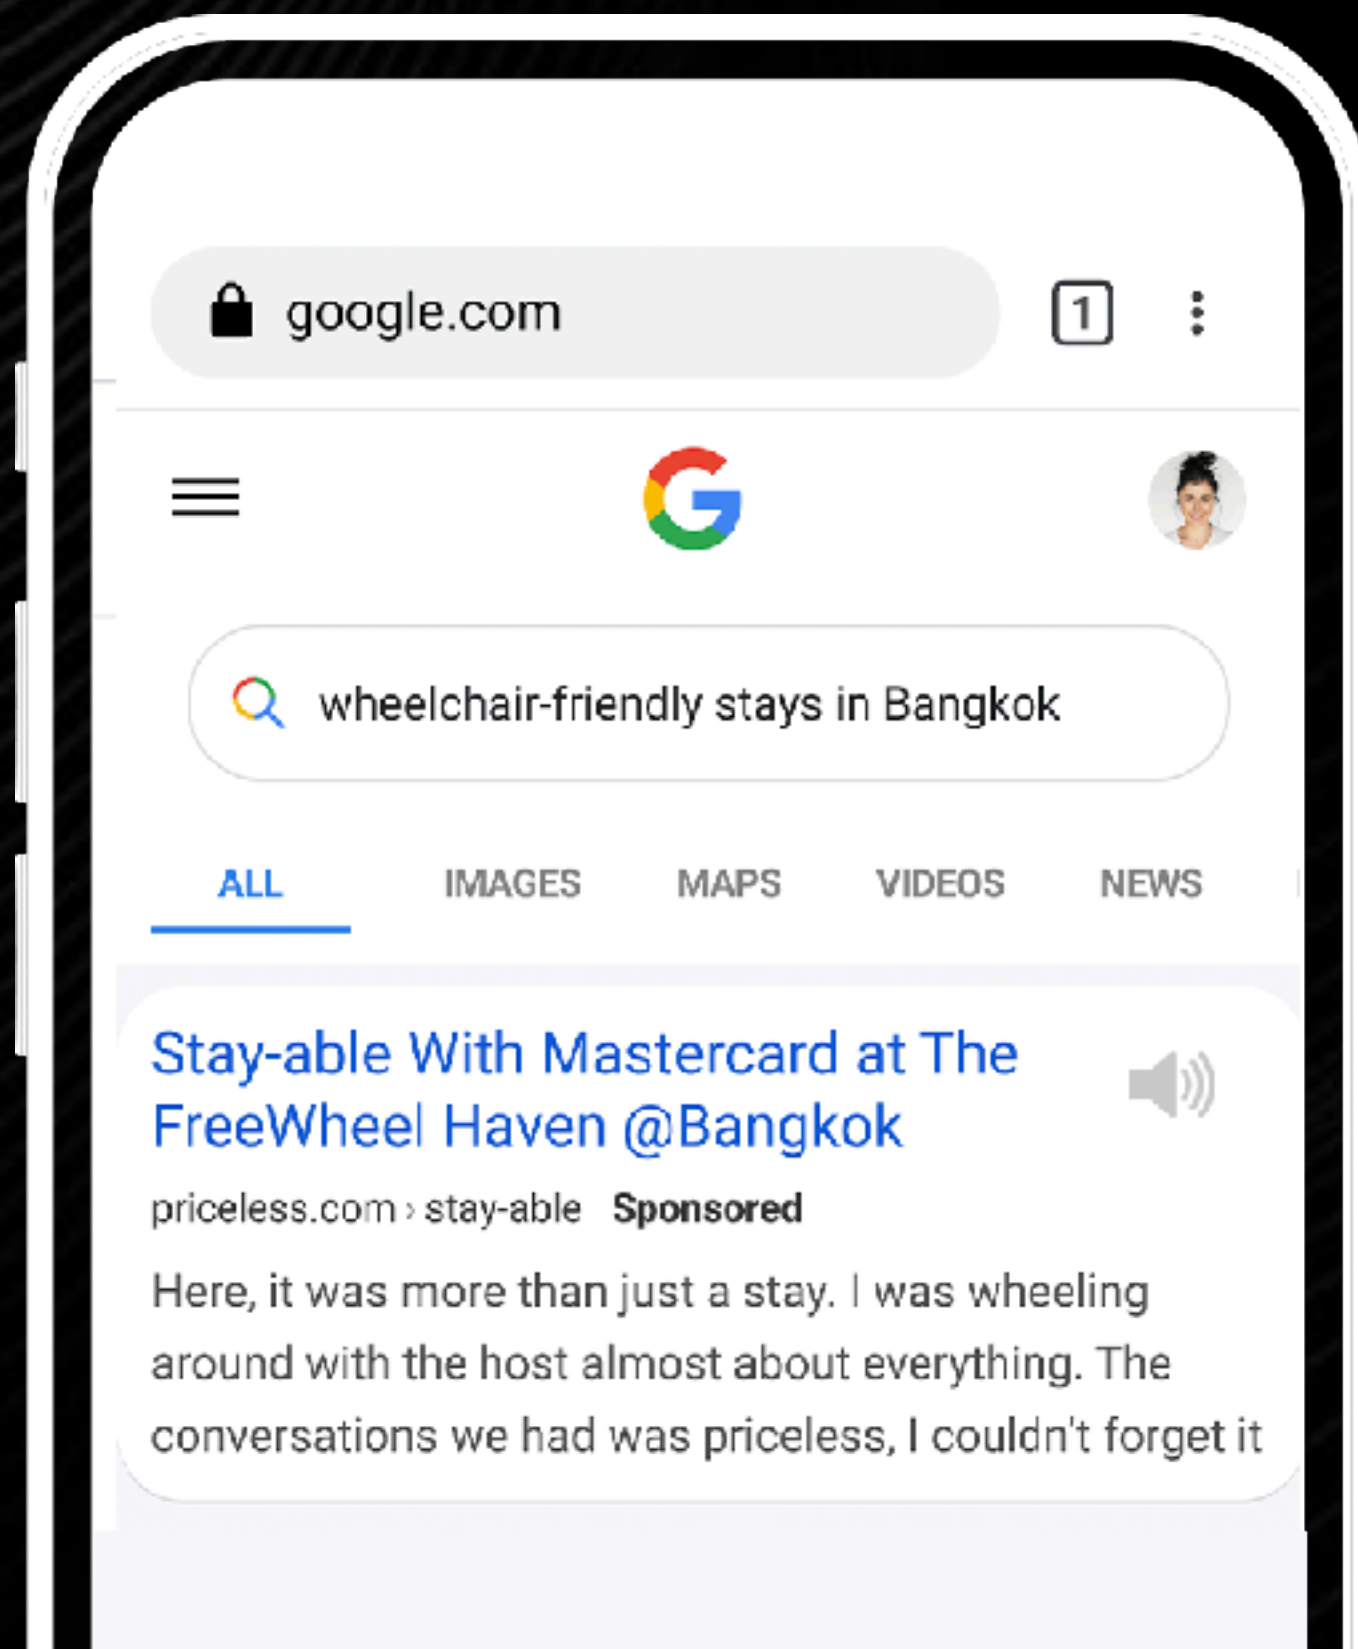 google.com
1
wheelchair-friendly stays in Bangkok
ALL IMAGES MAPS VIDEOS NEWS
Stay-able With Mastercard at The
FreeWheel Haven @Bangkok
priceless.com › stay-able Sponsored
Here, it was more than just a stay. I was wheeling
around with the host almost about everything. The
conversations we had was priceless, I couldn't forget it